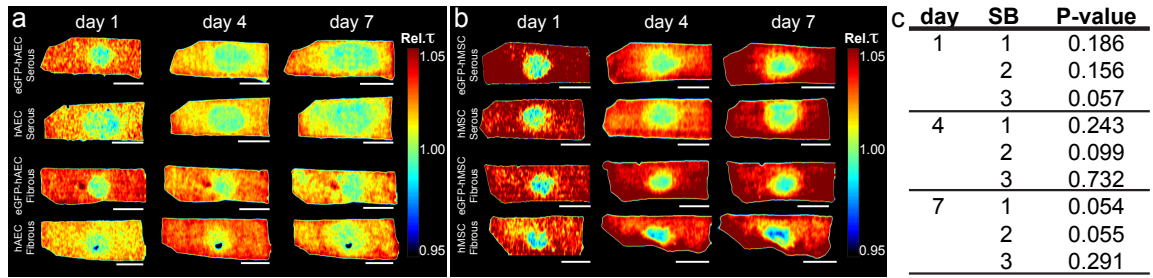 a day 1 day 4 day 7
Rel.τ
1.05
1.00
0.95
eGFP-hAEC
Serous
hAEC
Serous
eGFP-hAEC
Fibrous
hAEC
Fibrous
b day 1 day 4 day 7
Rel.τ
1.05
1.00
0.95
eGFP-hMSC
Serous
hMSC
Serous
eGFP-hMSC
Fibrous
hMSC
Fibrous
c day SB P-value
1 1 0.186
2 0.156
3 0.057
4 1 0.243
2 0.099
3 0.732
7 1 0.054
2 0.055
3 0.291